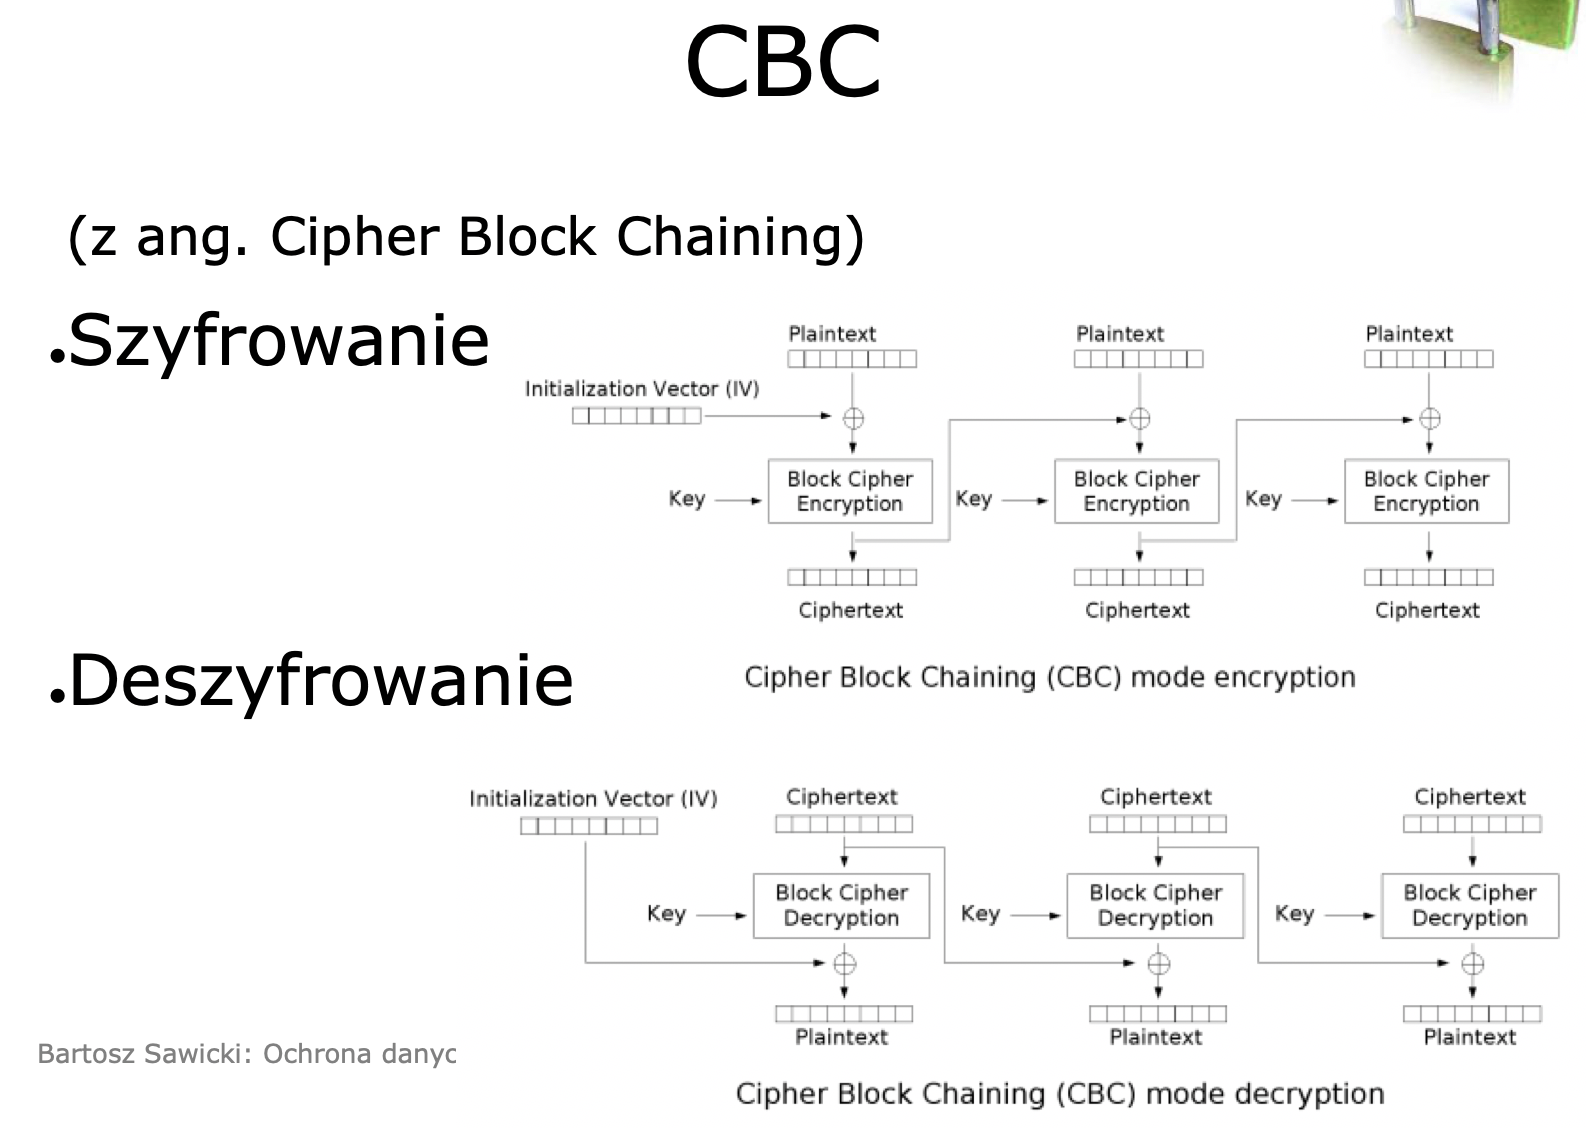 CBC
(z ang. Cipher Block Chaining)
•Szyfrowanie
Plaintext Plaintext Plaintext
Initialization Vector (IV)
Key Block Cipher Encryption Key Block Cipher Encryption Key Block Cipher Encryption
Ciphertext Ciphertext Ciphertext
Cipher Block Chaining (CBC) mode encryption
•Deszyfrowanie
Initialization Vector (IV) Ciphertext Ciphertext Ciphertext
Key Block Cipher Decryption Key Block Cipher Decryption Key Block Cipher Decryption
Plaintext Plaintext Plaintext
Bartosz Sawicki: Ochrona danyc
Cipher Block Chaining (CBC) mode decryption